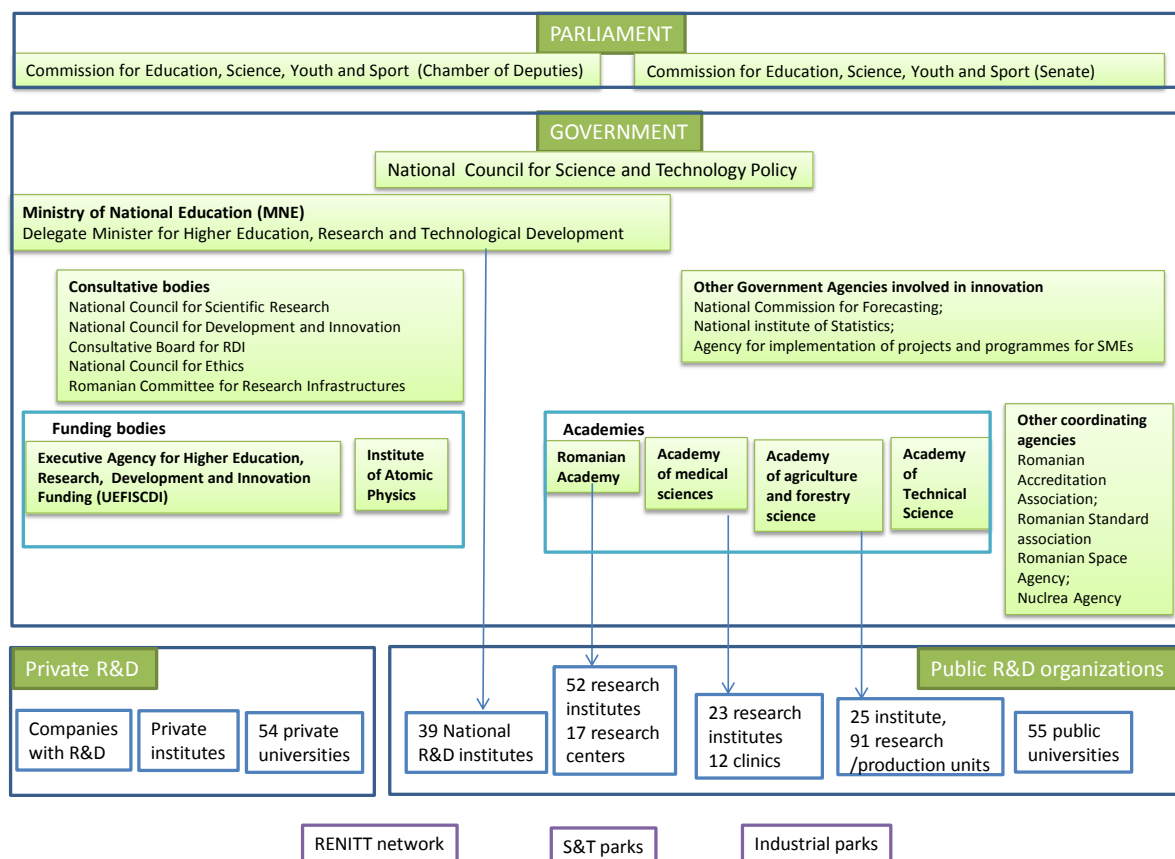 PARLIAMENT
Commission for Education, Science, Youth and Sport (Chamber of Deputies)
Commission for Education, Science, Youth and Sport (Senate)
GOVERNMENT
National Council for Science and Technology Policy
Ministry of National Education (MNE)
Delegate Minister for Higher Education, Research and Technological Development
Consultative bodies
National Council for Scientific Research
National Council for Development and Innovation
Consultative Board for RDI
National Council for Ethics
Romanian Committee for Research Infrastructures
Other Government Agencies involved in innovation
National Commission for Forecasting;
National institute of Statistics;
Agency for implementation of projects and programmes for SMEs
Funding bodies
Executive Agency for Higher Education,
Research, Development and Innovation
Funding (UEFISCDI)
Institute
of Atomic
Physics
Academies
Romanian
Academy
Academy
of medical
sciences
Academy
of agriculture
and forestry
science
Academy
of
Technical
Science
Other coordinating
agencies
Romanian
Accreditation
Association;
Romanian Standard
association
Romanian Space
Agency;
Nuclrea Agency
Private R&D
Companies
with R&D
Private
institutes
54 private
universities
Public R&D organizations
39 National
R&D institutes
52 research
institutes
17 research
centers
23 research
institutes
12 clinics
25 institute,
91 research
/production units
55 public
universities
RENITT network
S&T parks
Industrial parks